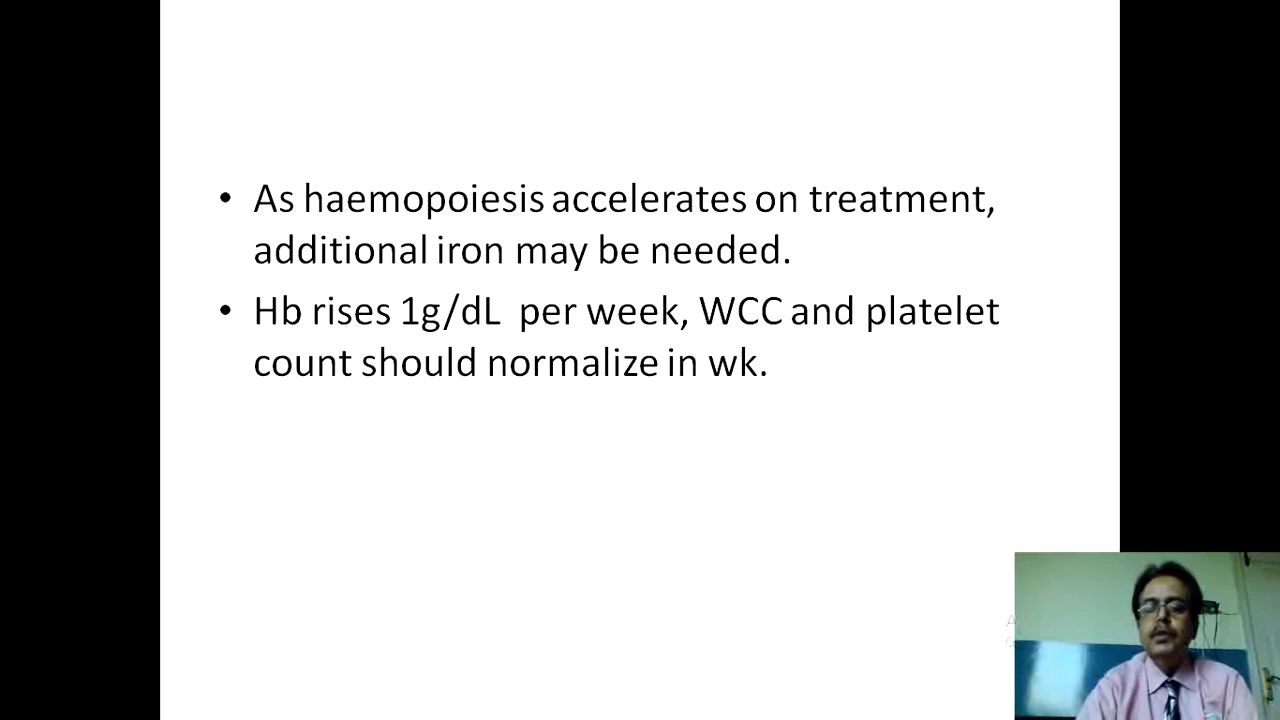 • As haemopoiesis accelerates on treatment,
additional iron may be needed.
• Hb rises 1g/dL per week, WCC and platelet
count should normalize in wk.